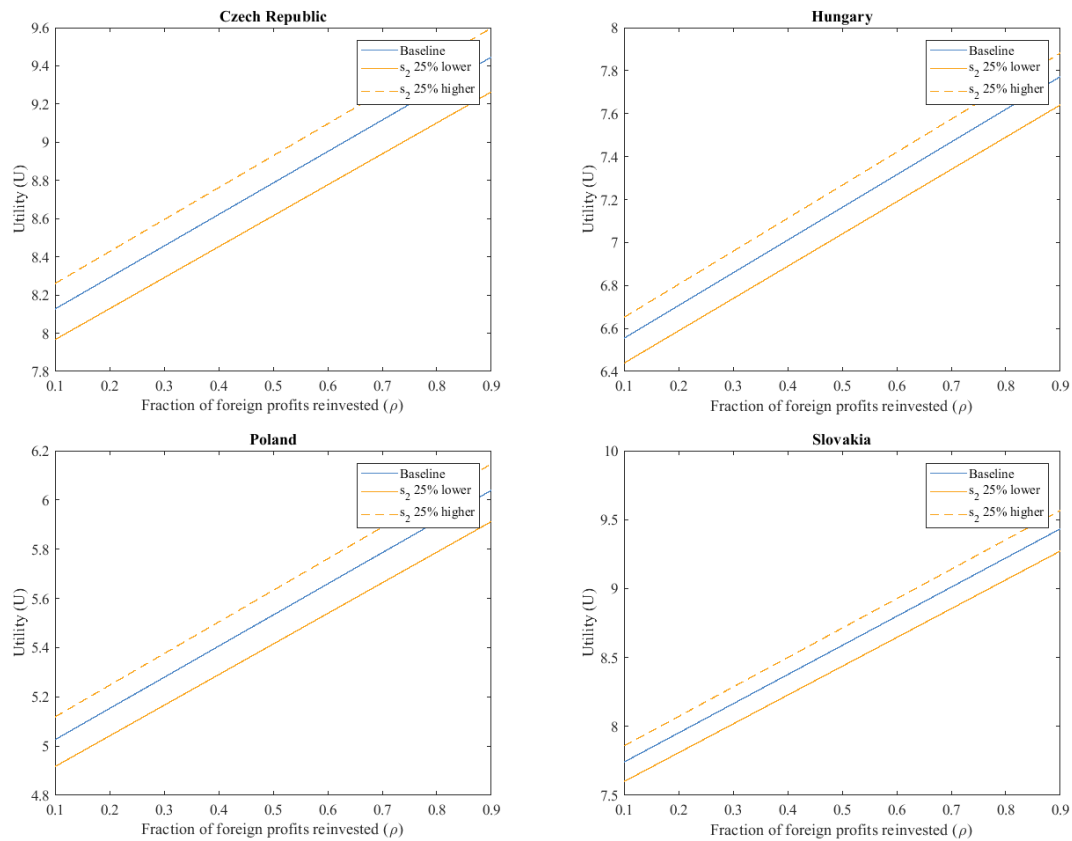 Czech Republic
9.6
9.4
9.2
9
8.8
8.6
8.4
8.2
8
7.8
Utility (U)
Baseline
s2 25% lower
s2 25% higher
0.1 0.2 0.3 0.4 0.5 0.6 0.7 0.8 0.9
Fraction of foreign profits reinvested (ρ)
Hungary
8
7.8
7.6
7.4
7.2
7
6.8
6.6
6.4
Utility (U)
Baseline
s2 25% lower
s2 25% higher
0.1 0.2 0.3 0.4 0.5 0.6 0.7 0.8 0.9
Fraction of foreign profits reinvested (ρ)
Poland
6.2
6
5.8
5.6
5.4
5.2
5
4.8
Utility (U)
Baseline
s2 25% lower
s2 25% higher
0.1 0.2 0.3 0.4 0.5 0.6 0.7 0.8 0.9
Fraction of foreign profits reinvested (ρ)
Slovakia
10
9.5
9
8.5
8
7.5
Utility (U)
Baseline
s2 25% lower
s2 25% higher
0.1 0.2 0.3 0.4 0.5 0.6 0.7 0.8 0.9
Fraction of foreign profits reinvested (ρ)